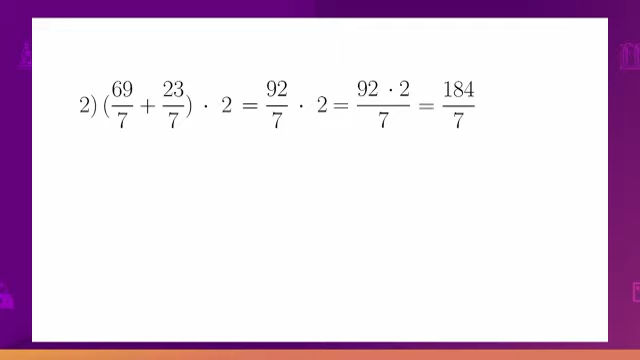 2) (69/7 + 23/7) · 2 = 92/7 · 2 = 92 · 2/7 = 184/7